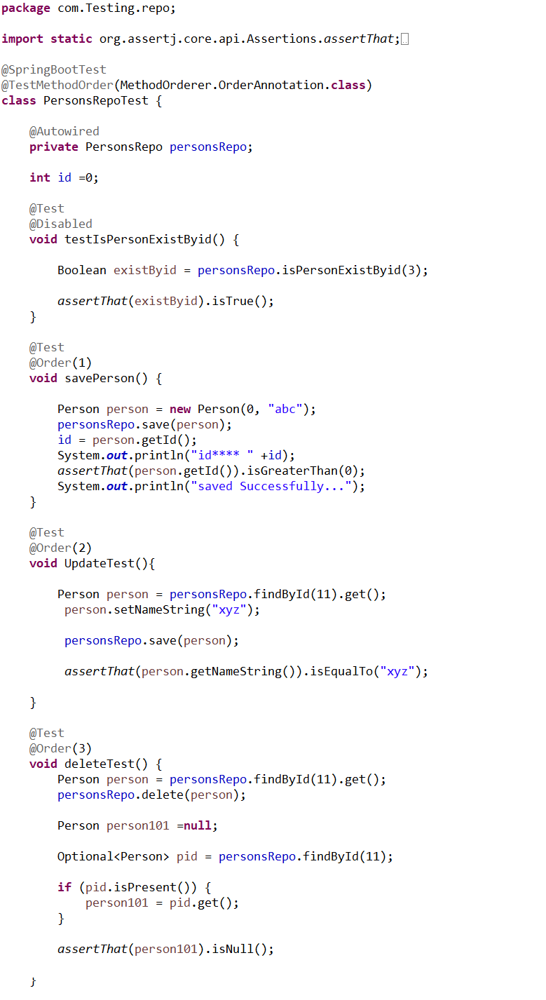 package com.Testing.repo;
import static org.assertj.core.api.Assertions.assertThat;
@SpringBootTest
@TestMethodOrder(MethodOrderer.OrderAnnotation.class)
class PersonsRepoTest {
@Autowired
private PersonsRepo personsRepo;
int id =0;
@Test
@Disabled
void testIsPersonExistByid() {
Boolean existByid = personsRepo.isPersonExistByid(3);
assertThat(existByid).isTrue();
}
@Test
@Order(1)
void savePerson() {
Person person = new Person(0, "abc");
personsRepo.save(person);
id = person.getId();
System.out.println("id**** " +id);
assertThat(person.getId()).isGreaterThan(0);
System.out.println("saved Successfully...");
}
@Test
@Order(2)
void UpdateTest(){
Person person = personsRepo.findById(11).get();
person.setNameString("xyz");
personsRepo.save(person);
assertThat(person.getNameString()).isEqualTo("xyz");
}
@Test
@Order(3)
void deleteTest() {
Person person = personsRepo.findById(11).get();
personsRepo.delete(person);
Person person101 =null;
Optional<Person> pid = personsRepo.findById(11);
if (pid.isPresent()) {
person101 = pid.get();
}
assertThat(person101).isNull();
}